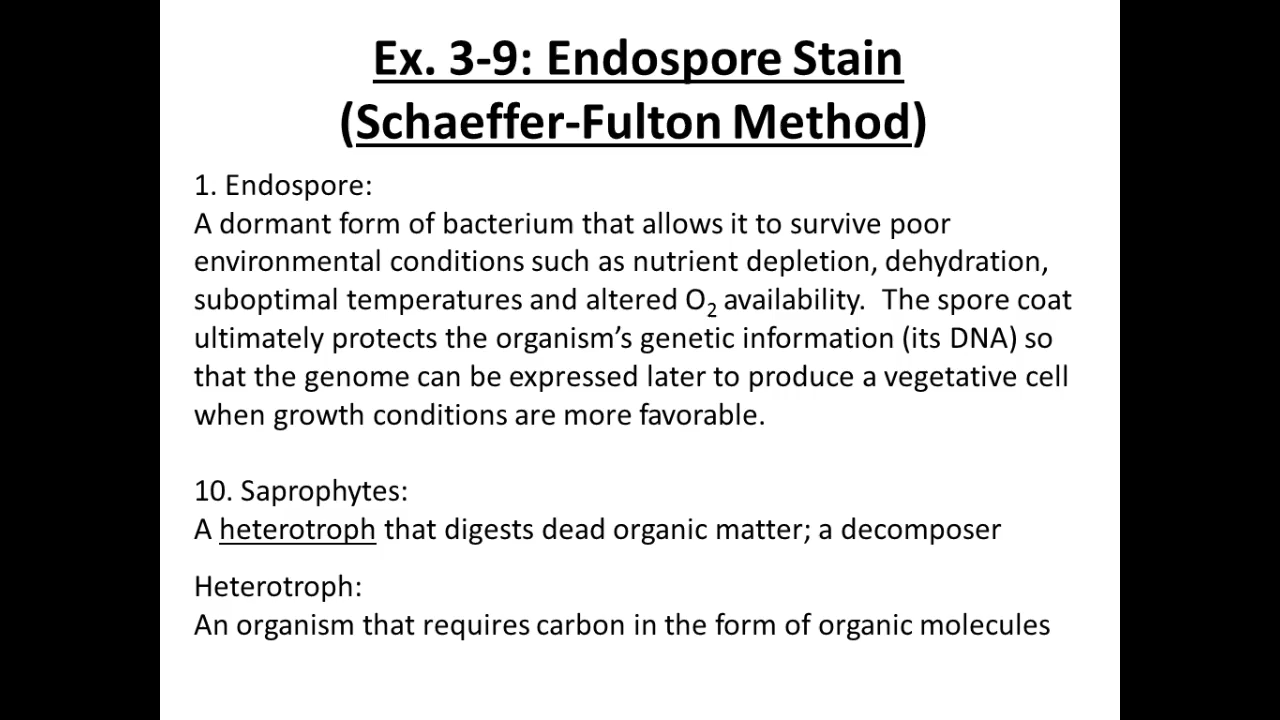 Ex. 3-9: Endospore Stain
(Schaeffer-Fulton Method)
1. Endospore:
A dormant form of bacterium that allows it to survive poor
environmental conditions such as nutrient depletion, dehydration,
suboptimal temperatures and altered O₂ availability.  The spore coat
ultimately protects the organism’s genetic information (its DNA) so
that the genome can be expressed later to produce a vegetative cell
when growth conditions are more favorable.
10. Saprophytes:
A heterotroph that digests dead organic matter; a decomposer
Heterotroph:
An organism that requires carbon in the form of organic molecules